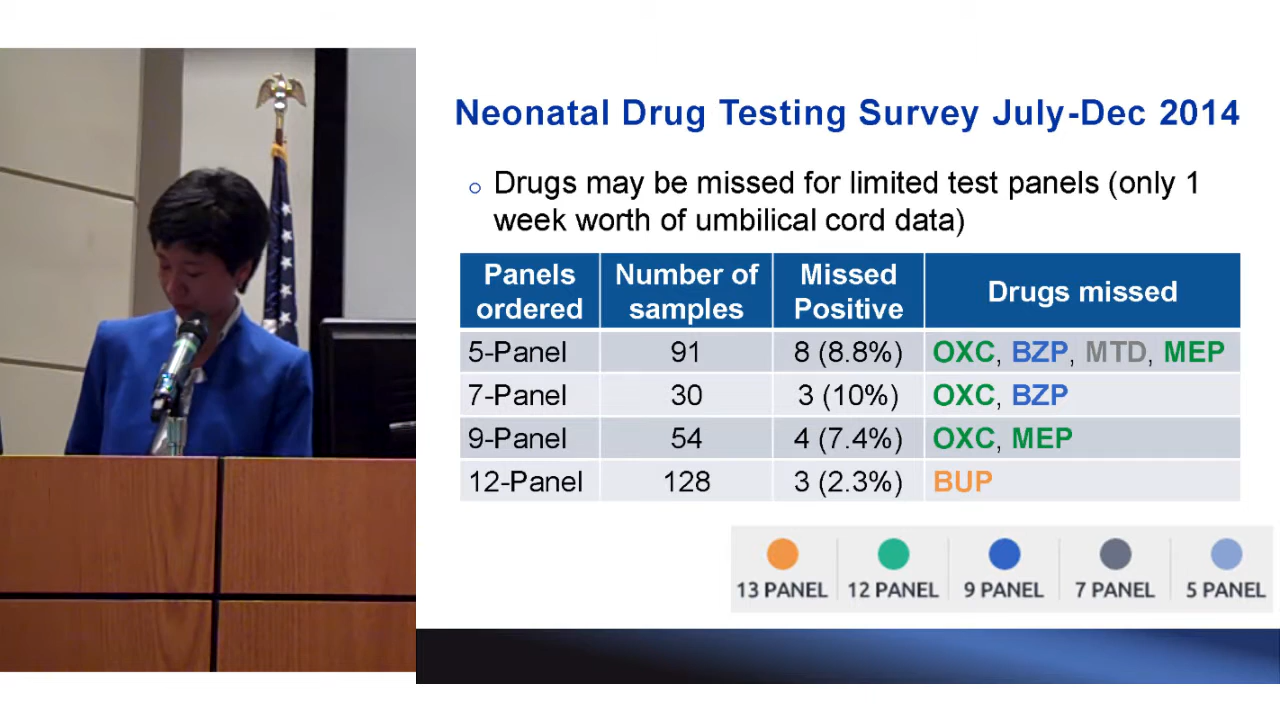 Neonatal Drug Testing Survey July-Dec 2014
Drugs may be missed for limited test panels (only 1
week worth of umbilical cord data)
Panels ordered Number of samples Missed Positive Drugs missed
5-Panel 91 8 (8.8%) OXC, BZP, MTD, MEP
7-Panel 30 3 (10%) OXC, BZP
9-Panel 54 4 (7.4%) OXC, MEP
12-Panel 128 3 (2.3%) BUP
13 PANEL 12 PANEL 9 PANEL 7 PANEL 5 PANEL